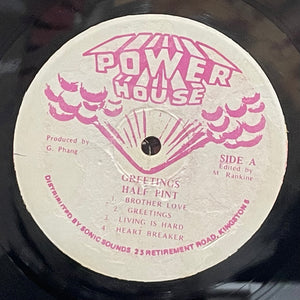 POWER
HOUSE
Produced by
G. Phang
SIDE A
Edited by
M. Rankine
GREETINGS
HALF PINT
1. BROTHER LOVE
2. GREETINGS
3. LIVING IS HARD
4. HEART BREAKER
DISTRIBUTED BY SONIC SOUNDS, 23 RETIREMENT ROAD, KINGSTON 5